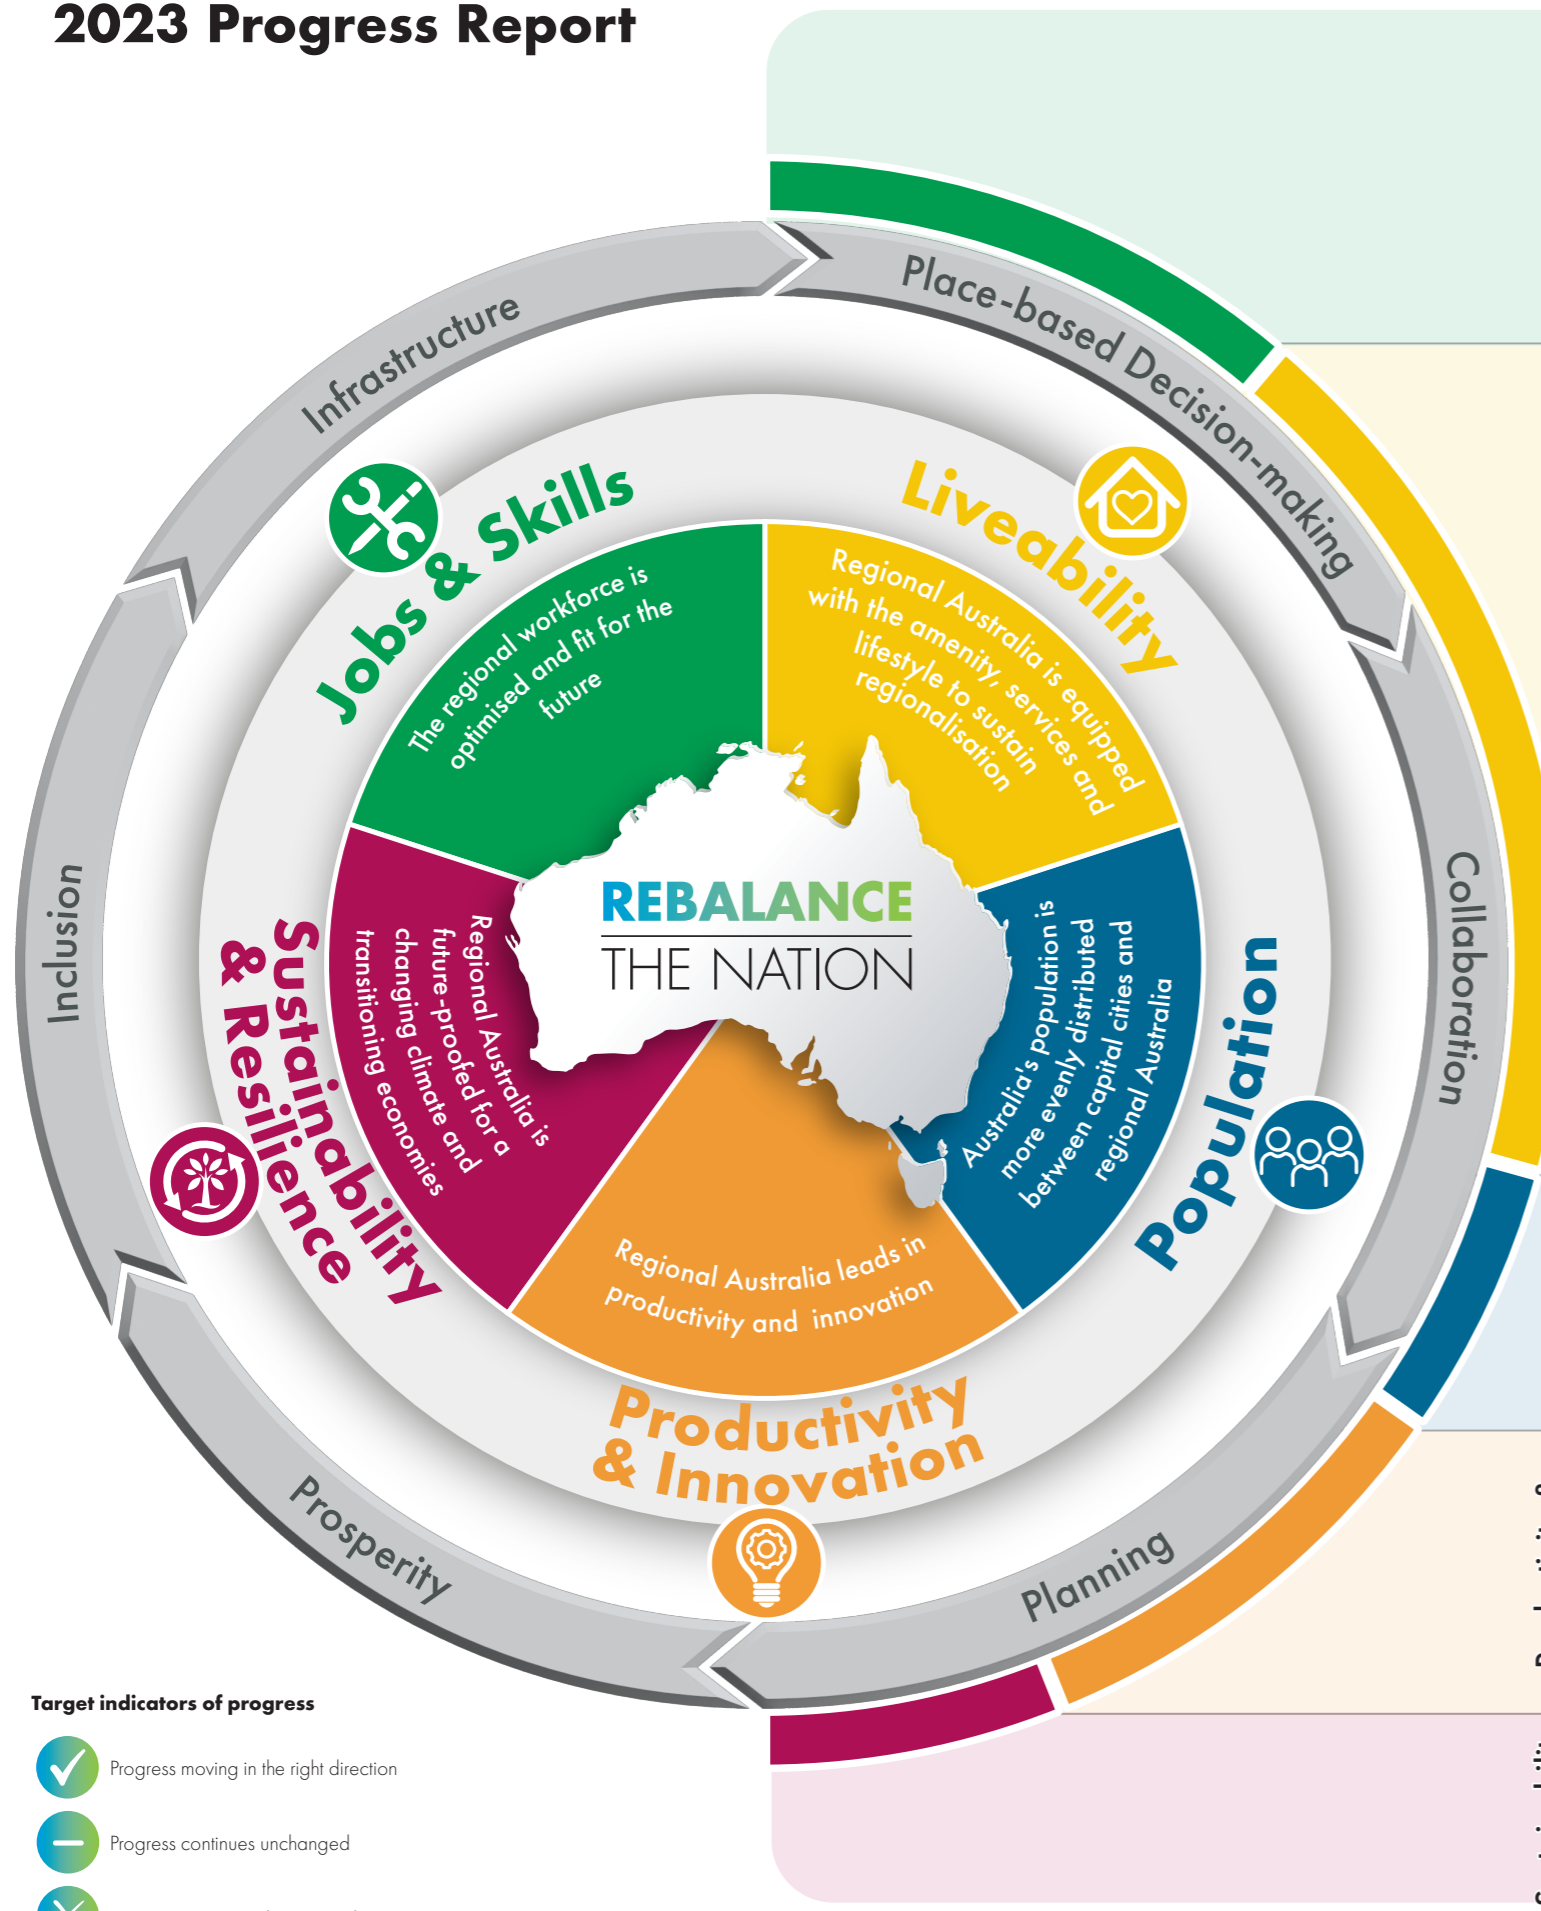 2023 Progress Report
Infrastructure
Place-based Decision-making
Collaboration
Planning
Prosperity
Inclusion
Jobs & Skills
The regional workforce is
optimised and fit for the
future
Liveability
Regional Australia is equipped
with the amenity, services and
lifestyle to sustain
regionalisation
Population
Australia's population is
more evenly distributed
between capital cities and
regional Australia
Productivity
& Innovation
Regional Australia leads in
productivity and innovation
Sustainability
& Resilience
Regional Australia is
future-proofed for a
changing climate and
transitioning economies
REBALANCE
THE NATION
Target indicators of progress
Progress moving in the right direction
Progress continues unchanged